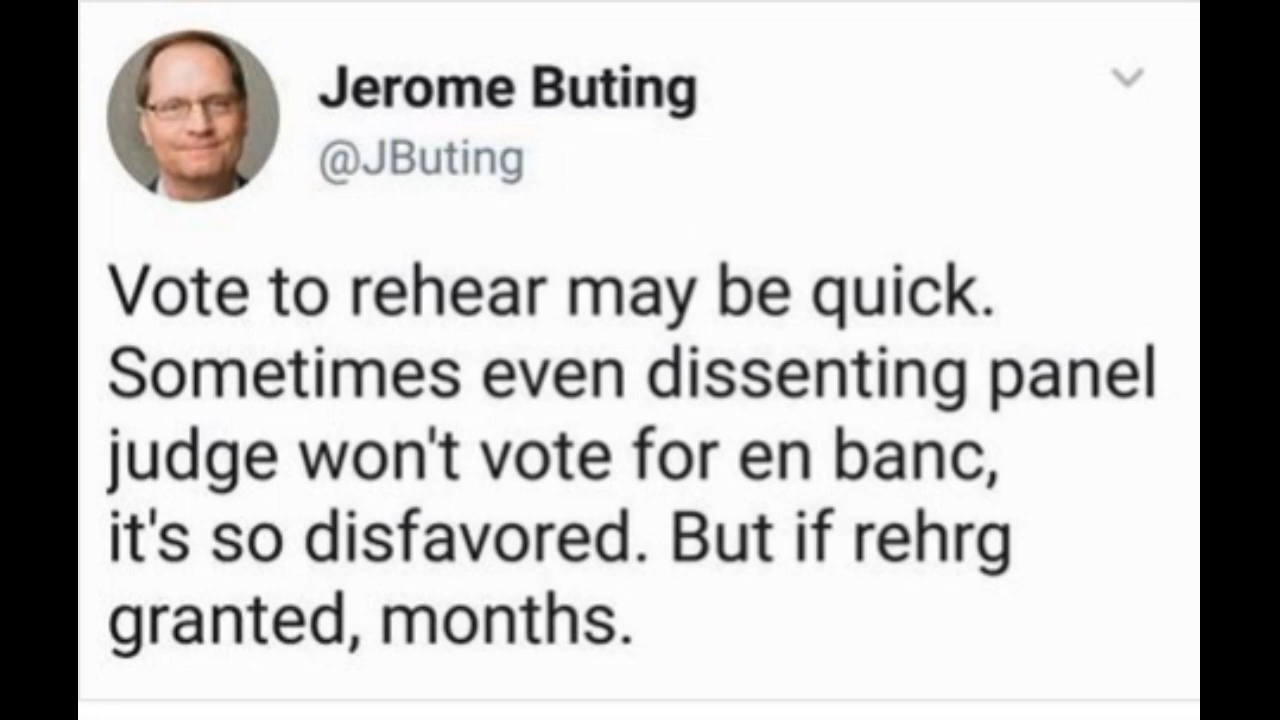 Jerome Buting
@JButing
Vote to rehear may be quick.
Sometimes even dissenting panel
judge won't vote for en banc,
it's so disfavored. But if rehrg
granted, months.